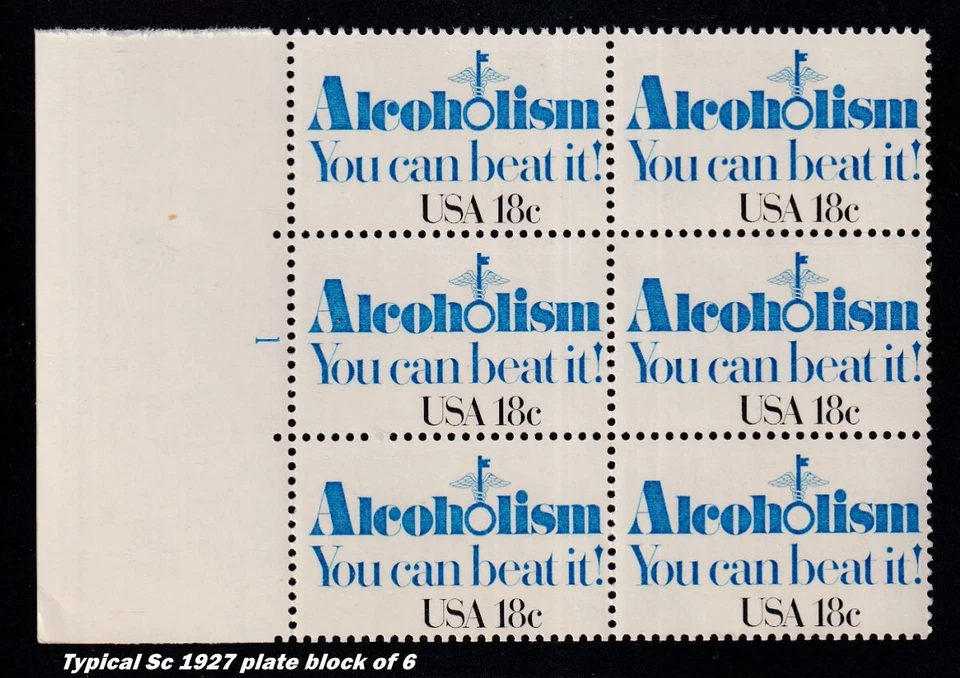 Alcoholism Alcoholism
You can beat it! You can beat it!
USA 18c USA 18c
Alcoholism Alcoholism
You can beat it! You can beat it!
USA 18c USA 18c
1
Alcoholism Alcoholism
You can beat it! You can beat it!
USA 18c USA 18c
Typical Sc 1927 plate block of 6